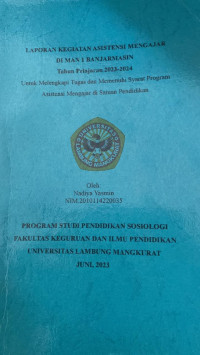 LAPORAN KEGIATAN ASISTENSI MENGAJAR
DI MAN 1 BANJARMASIN
Tahun Pelajaran 2023-2024
Untuk Melengkapi Tugas dan Memenuhi Syarat Program
Asistensi Mengajar di Satuan Pendidikan
Oleh
Nadiya Yasmin
PROGRAM STUDI PENDIDIKAN SOSIOLOGI
FAKULTAS KEGURUAN DAN ILMU PENDIDIKAN
UNIVERSITAS LAMBUNG MANGKURAT
JUNI, 2023